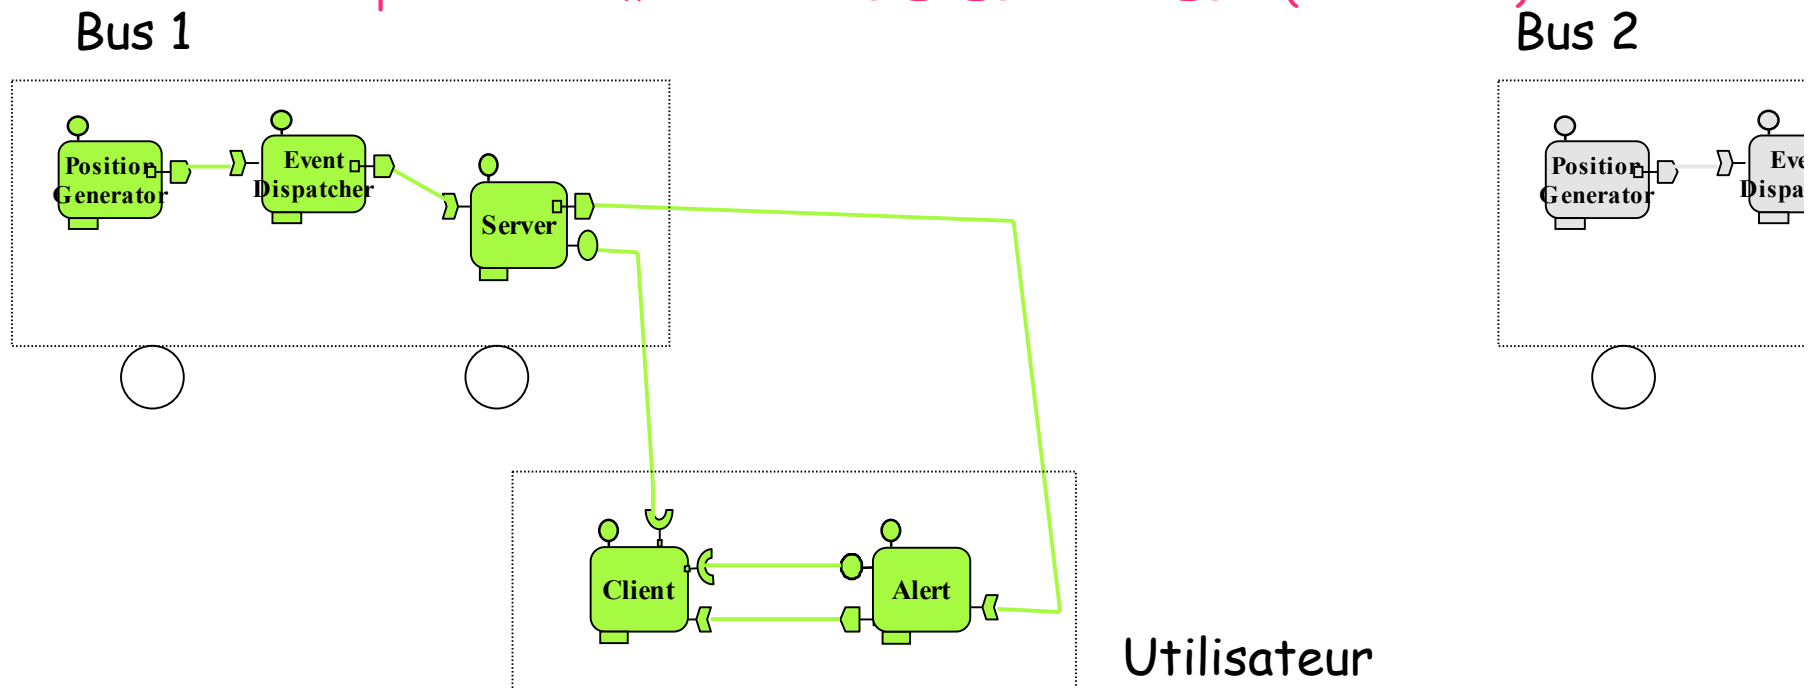 Bus 1
Bus 2
Position
Generator
Event
Dispatcher
Server
Position
Generator
Client
Alert
Utilisateur